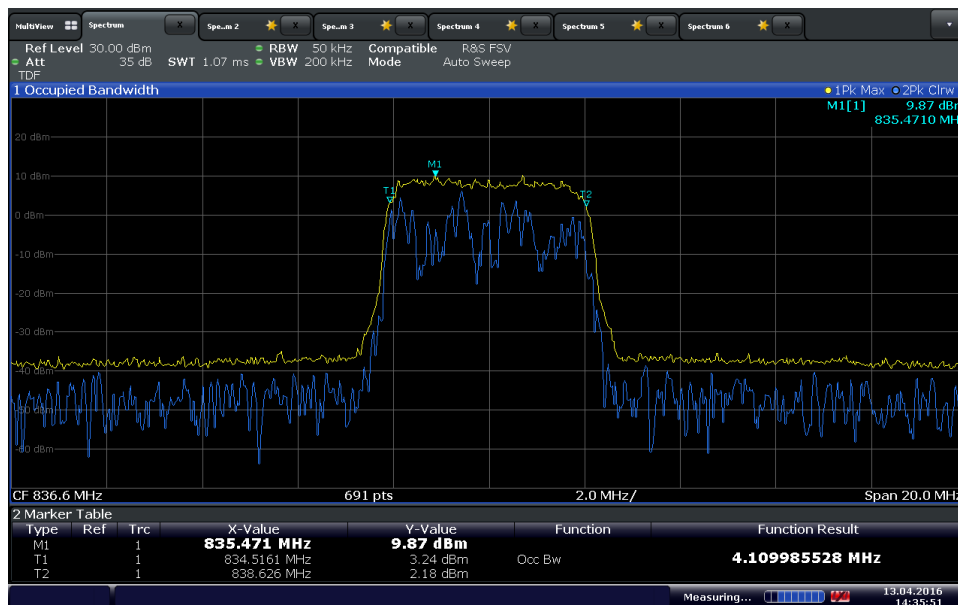 MultiView Spectrum X Spe...m 2 X Spe...m 3 X Spectrum 4 X Spectrum 5 X Spectrum 6 X
Ref Level 30.00 dBm RBW 50 kHz Compatible R&S FSV
Att 35 dB SWT 1.07 ms VBW 200 kHz Mode Auto Sweep
TDF
1 Occupied Bandwidth 1Pk Max 2Pk Clrw
M1[1] 9.87 dBm
835.4710 MH
20 dBm
M1
10 dBm
T1 T2
0 dBm
-10 dBm
-20 dBm
-30 dBm
-40 dBm
-50 dBm
-60 dBm
CF 836.6 MHz 691 pts 2.0 MHz/ Span 20.0 MHz
2 Marker Table
Type Ref Trc X-Value Y-Value Function Function Result
M1 1 835.471 MHz 9.87 dBm
T1 1 834.5161 MHz 3.24 dBm Occ Bw 4.109985528 MHz
T2 1 838.626 MHz 2.18 dBm
Measuring... 13.04.2016
14:35:51